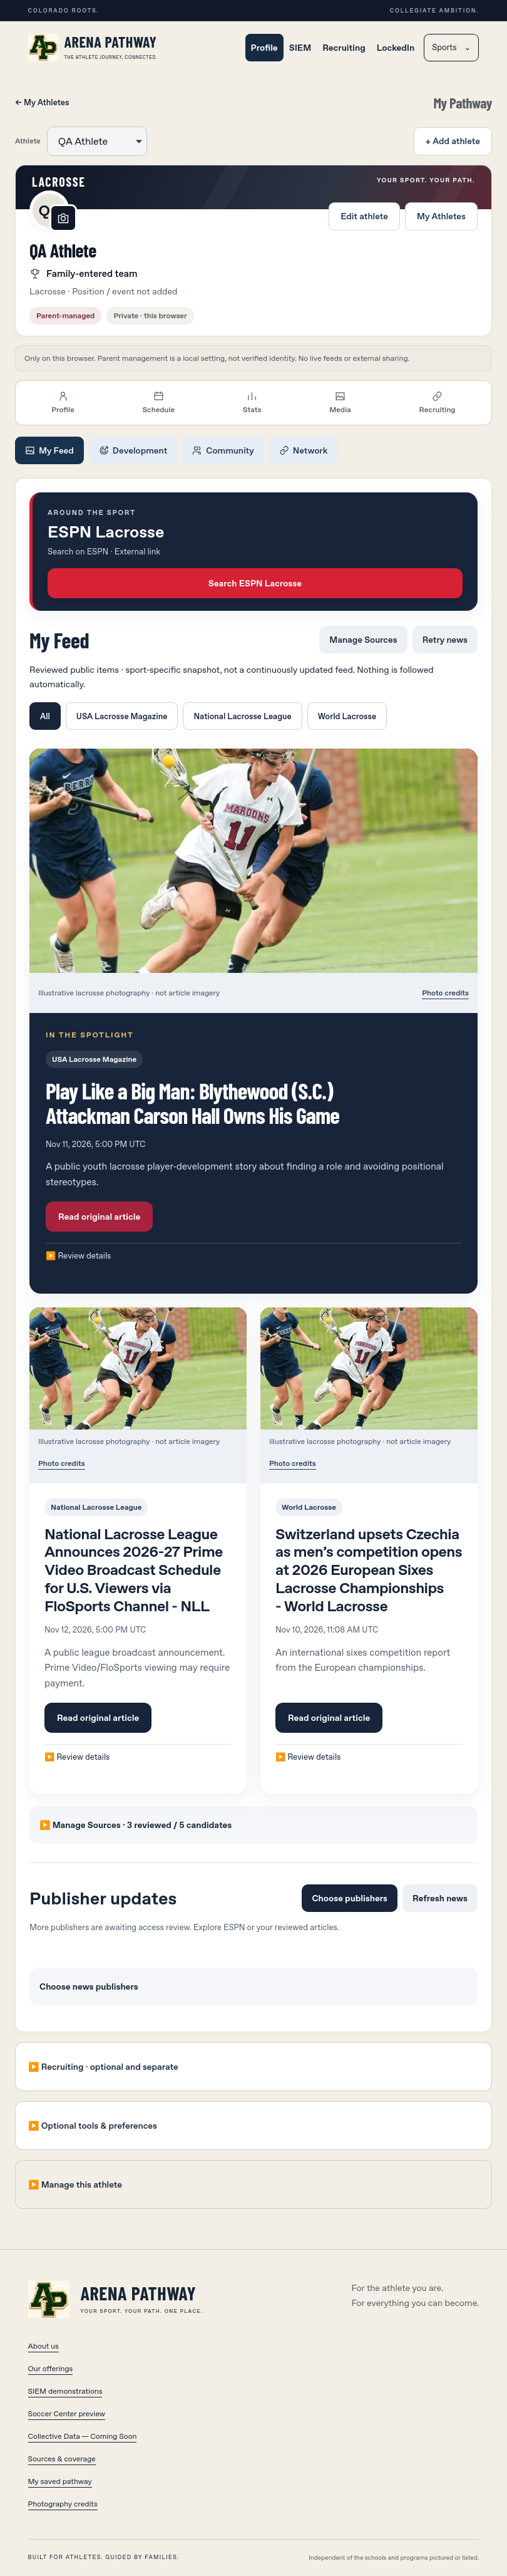 COLORADO ROOTS.
COLLEGIATE AMBITION.
AP
ARENA PATHWAY
THE ATHLETE JOURNEY, CONNECTED.
Profile
SIEM
Recruiting
LockedIn
Sports
← My Athletes
My Pathway
Athlete
QA Athlete
+ Add athlete
LACROSSE
YOUR SPORT. YOUR PATH.
Q
Edit athlete
My Athletes
QA Athlete
Family-entered team
Lacrosse · Position / event not added
Parent-managed
Private · this browser
Only on this browser. Parent management is a local setting, not verified identity. No live feeds or external sharing.
Profile
Schedule
Stats
Media
Recruiting
My Feed
Development
Community
Network
AROUND THE SPORT
ESPN Lacrosse
Search on ESPN · External link
Search ESPN Lacrosse
My Feed
Manage Sources
Retry news
Reviewed public items · sport-specific snapshot, not a continuously updated feed. Nothing is followed
automatically.
All
USA Lacrosse Magazine
National Lacrosse League
World Lacrosse
BERR
MAROONS
11
Illustrative lacrosse photography · not article imagery
Photo credits
IN THE SPOTLIGHT
USA Lacrosse Magazine
Play Like a Big Man: Blythewood (S.C.)
Attackman Carson Hall Owns His Game
Nov 11, 2026, 5:00 PM UTC
A public youth lacrosse player-development story about finding a role and avoiding positional
stereotypes.
Read original article
Review details
Illustrative lacrosse photography · not article imagery
Photo credits
National Lacrosse League
National Lacrosse League
Announces 2026-27 Prime
Video Broadcast Schedule
for U.S. Viewers via
FloSports Channel - NLL
Nov 12, 2026, 5:00 PM UTC
A public league broadcast announcement.
Prime Video/FloSports viewing may require
payment.
Read original article
Review details
Illustrative lacrosse photography · not article imagery
Photo credits
World Lacrosse
Switzerland upsets Czechia
as men's competition opens
at 2026 European Sixes
Lacrosse Championships
- World Lacrosse
Nov 10, 2026, 11:08 AM UTC
An international sixes competition report
from the European championships.
Read original article
Review details
Manage Sources · 3 reviewed / 5 candidates
Publisher updates
Choose publishers
Refresh news
More publishers are awaiting access review. Explore ESPN or your reviewed articles.
Choose news publishers
Recruiting · optional and separate
Optional tools & preferences
Manage this athlete
AP
ARENA PATHWAY
YOUR SPORT. YOUR PATH. ONE PLACE.
For the athlete you are.
For everything you can become.
About us
Our offerings
SIEM demonstrations
Soccer Center preview
Collective Data — Coming Soon
Sources & coverage
My saved pathway
Photography credits
BUILT FOR ATHLETES. GUIDED BY FAMILIES.
Independent of the schools and programs pictured or listed.